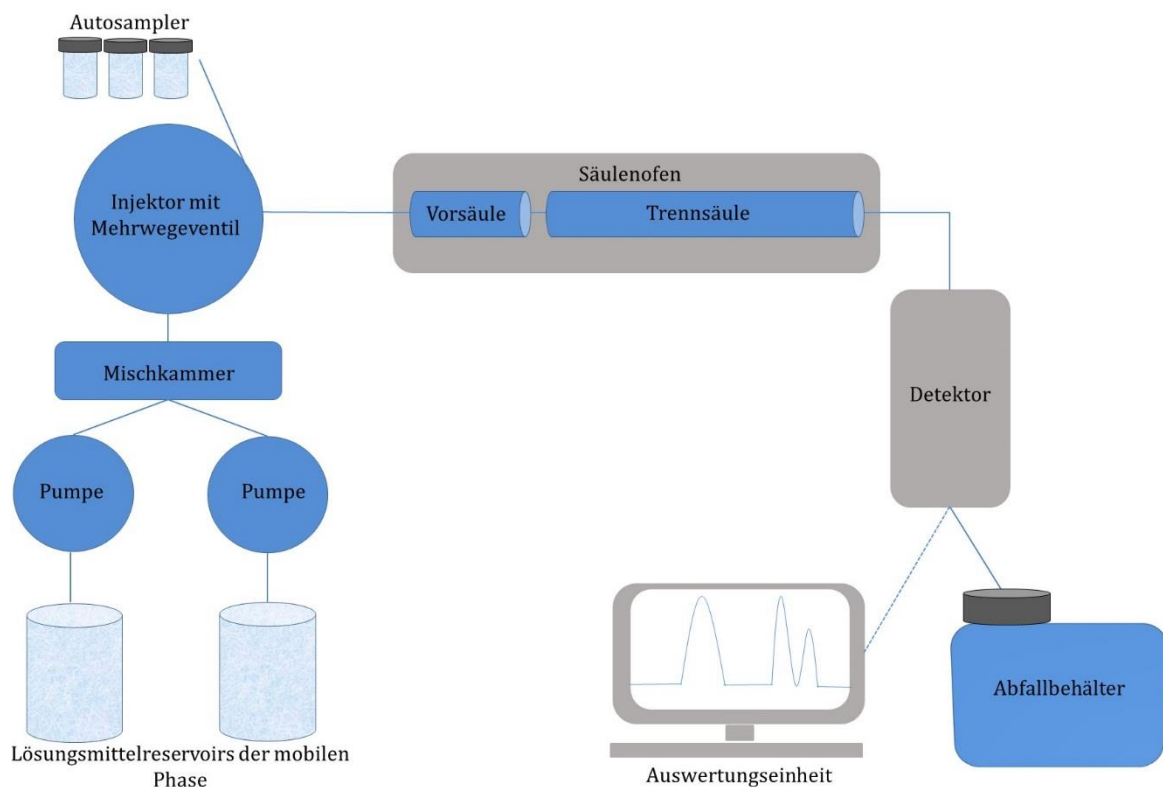 Autosampler
Injektor mit
Mehrwegeventil
Säulenofen
Vorsäule
Trennsäule
Mischkammer
Detektor
Pumpe
Pumpe
Abfallbehälter
Lösungsmittelreservoirs der mobilen
Phase
Auswertungseinheit